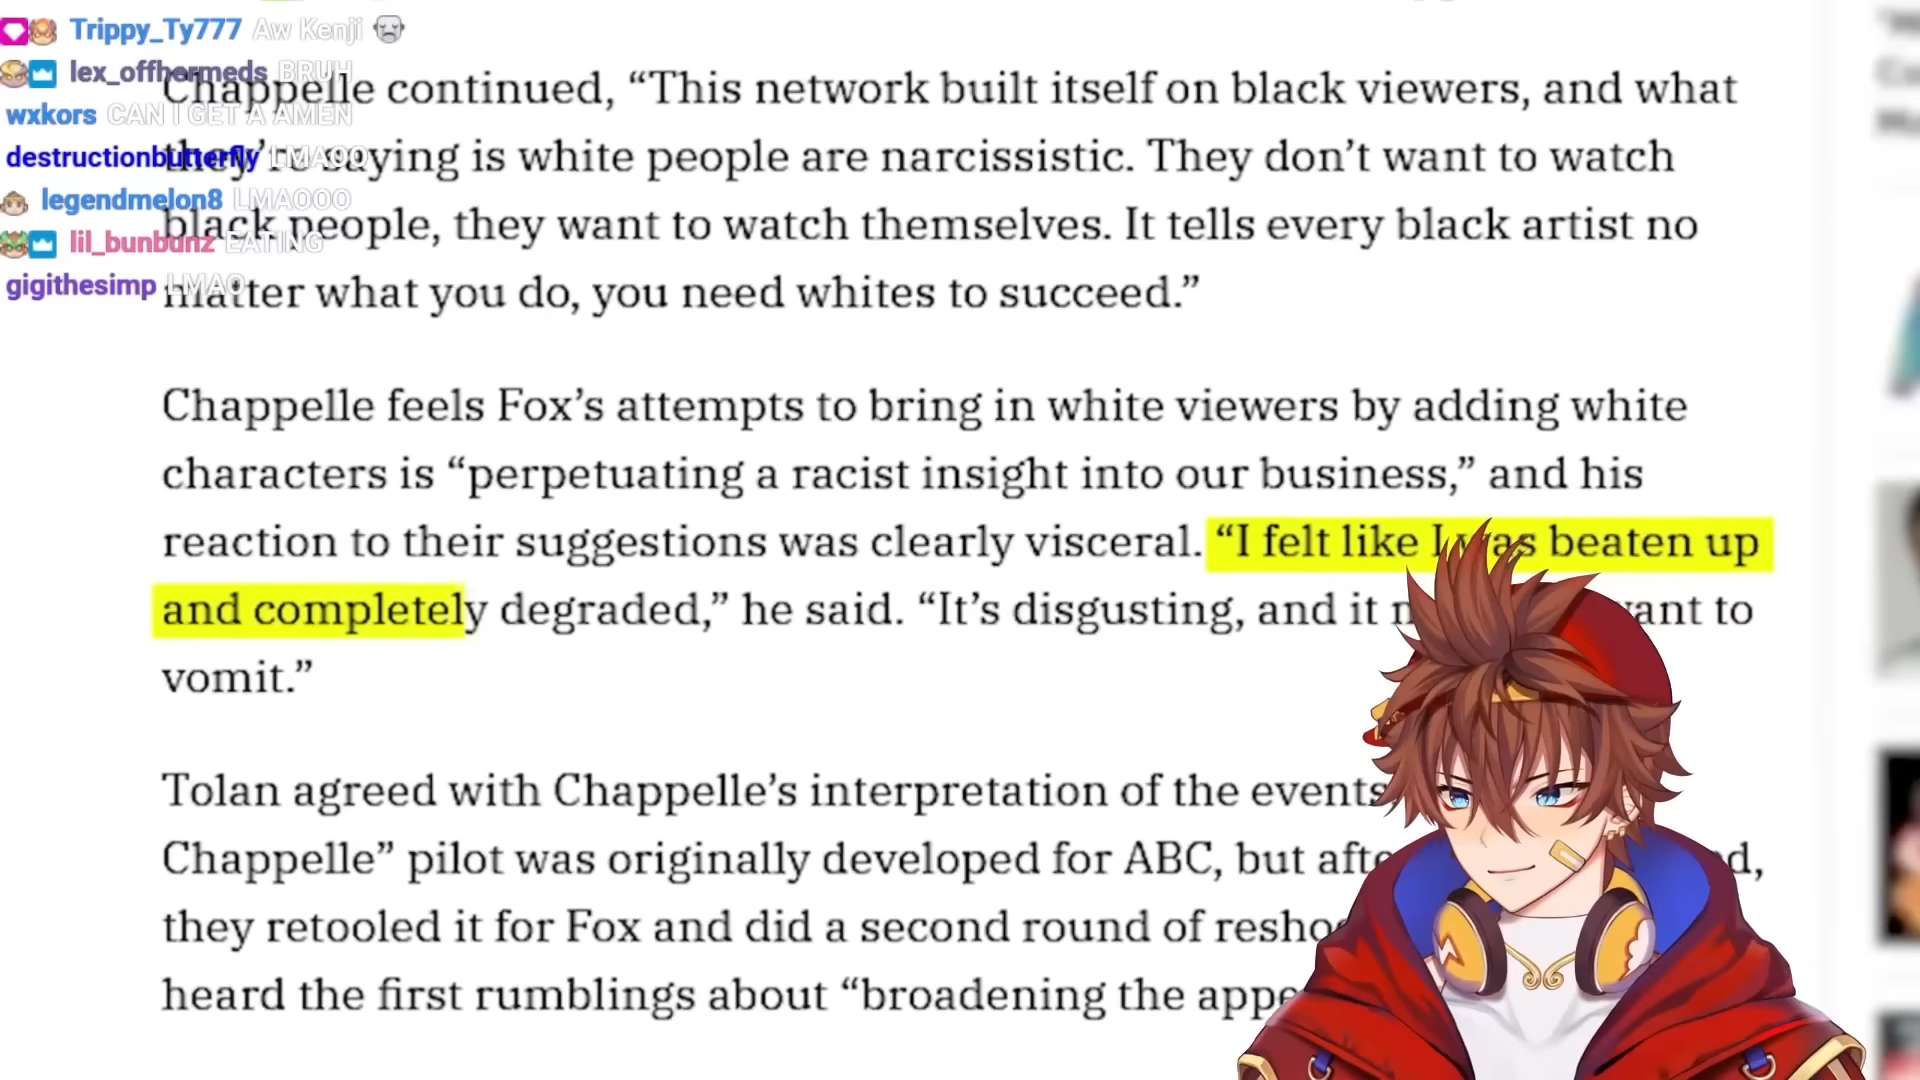 Trippy_Ty777 Aw Kenji
lex_offhermeds BRUH
wxkors CAN I GET A AMEN
destructionbutterfly LMAOO
legendmelon8 LMAOOO
lil_bunbunz EATING
gigithesimp LMAO
Chappelle continued, “This network built itself on black viewers, and what
they’re saying is white people are narcissistic. They don’t want to watch
black people, they want to watch themselves. It tells every black artist no
matter what you do, you need whites to succeed.”
Chappelle feels Fox’s attempts to bring in white viewers by adding white
characters is “perpetuating a racist insight into our business,” and his
reaction to their suggestions was clearly visceral. “I felt like I was beaten up
and completely degraded,” he said. “It’s disgusting, and it want to
vomit.”
Tolan agreed with Chappelle’s interpretation of the events
Chappelle” pilot was originally developed for ABC, but
they retooled it for Fox and did a second round of
heard the first rumblings about “broadening the